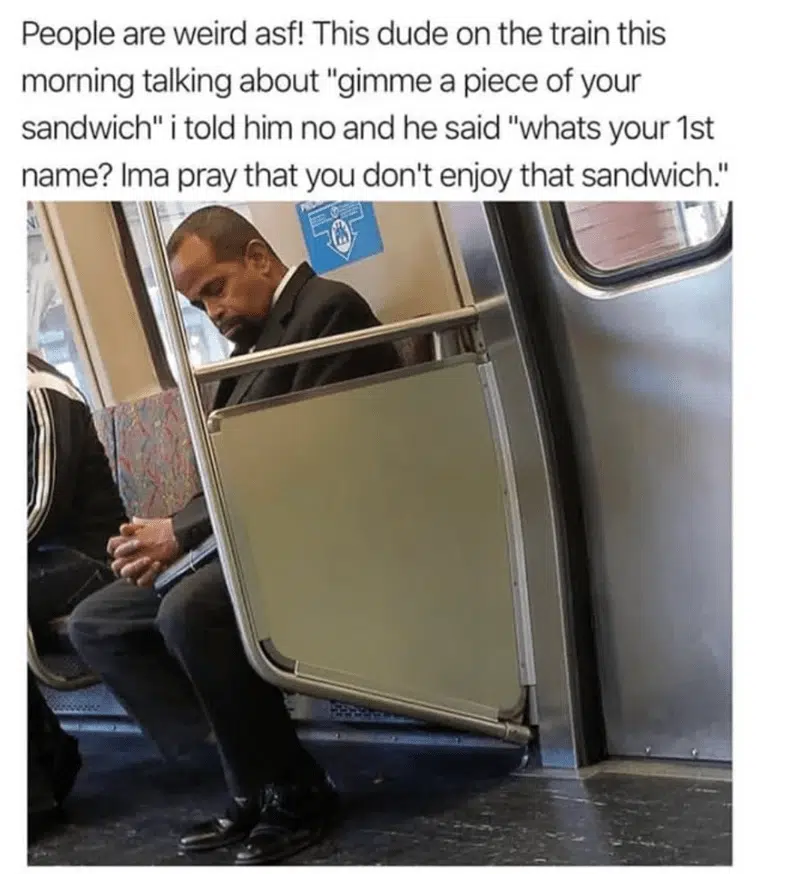 People are weird asf! This dude on the train this
morning talking about "gimme a piece of your
sandwich" i told him no and he said "whats your 1st
name? Ima pray that you don't enjoy that sandwich."